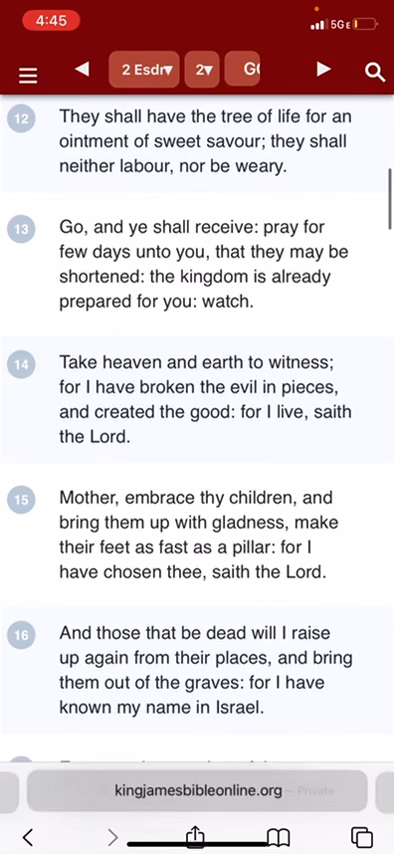 4:45
5GE
2 Esdr▾
2▾
12
They shall have the tree of life for an
ointment of sweet savour; they shall
neither labour, nor be weary.
13
Go, and ye shall receive: pray for
few days unto you, that they may be
shortened: the kingdom is already
prepared for you: watch.
14
Take heaven and earth to witness;
for I have broken the evil in pieces,
and created the good: for I live, saith
the Lord.
15
Mother, embrace thy children, and
bring them up with gladness, make
their feet as fast as a pillar: for I
have chosen thee, saith the Lord.
16
And those that be dead will I raise
up again from their places, and bring
them out of the graves: for I have
known my name in Israel.
kingjamesbibleonline.org — Private